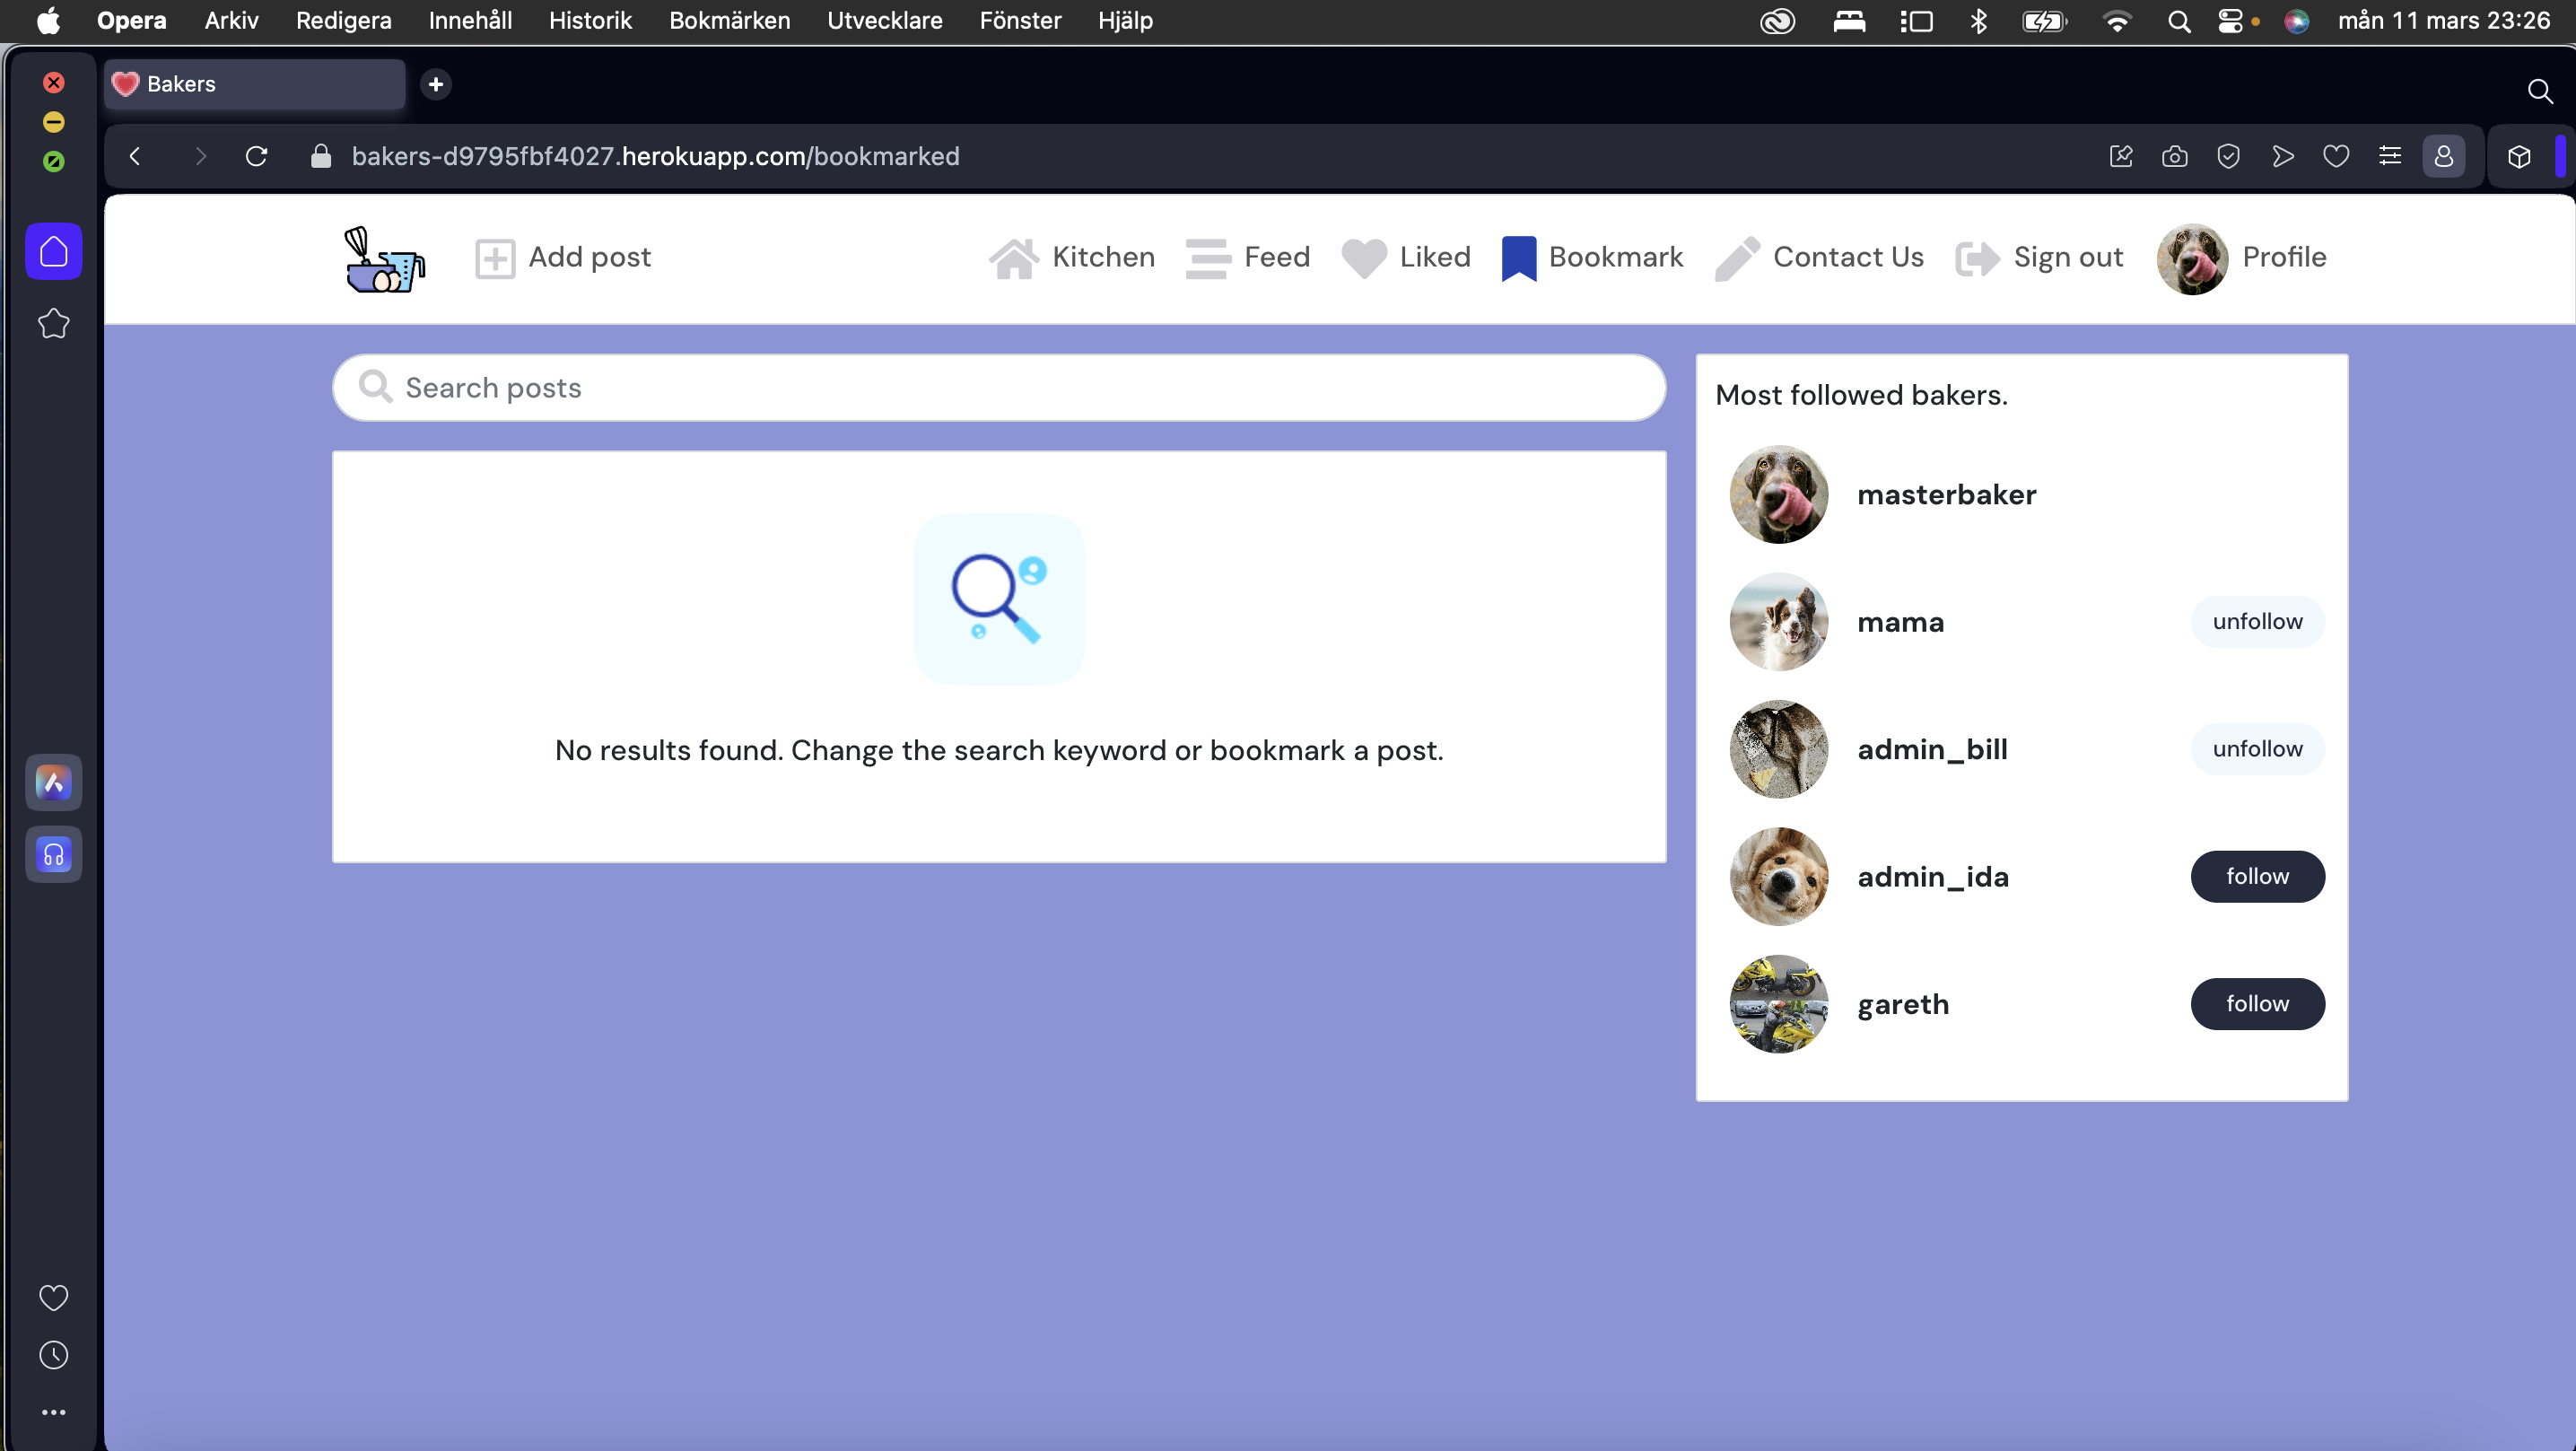 Opera Arkiv Redigera Innehåll Historik Bokmärken Utvecklare Fönster Hjälp mån 11 mars 23:26
Bakers
bakers-d9795fbf4027.herokuapp.com/bookmarked
Add post Kitchen Feed Liked Bookmark Contact Us Sign out Profile
Search posts
No results found. Change the search keyword or bookmark a post.
Most followed bakers.
masterbaker
mama unfollow
admin_bill unfollow
admin_ida follow
gareth follow